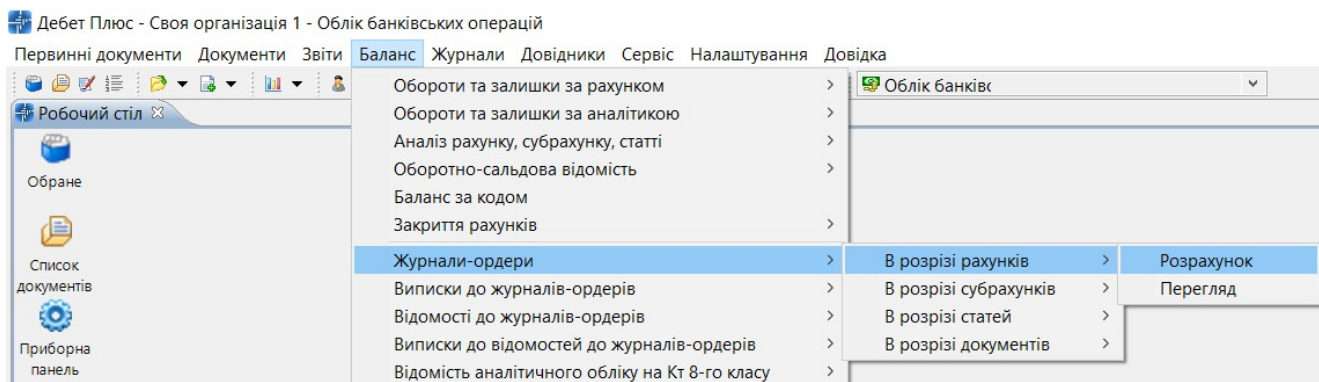 Дебет Плюс - Своя організація 1 - Облік банківських операцій
Первинні документи Документи Звіти Баланс Журнали Довідники Сервіс Налаштування Довідка
Облік банківс
Робочий стіл
Обране
Список
документів
Приборна
панель
Обороти та залишки за рахунком
Обороти та залишки за аналітикою
Аналіз рахунку, субрахунку, статті
Оборотно-сальдова відомість
Баланс за кодом
Закриття рахунків
Журнали-ордери
Виписки до журналів-ордерів
Відомості до журналів-ордерів
Виписки до відомостей до журналів-ордерів
Відомість аналітичного обліку на Кт 8-го класу
В розрізі рахунків
В розрізі субрахунків
В розрізі статей
В розрізі документів
Розрахунок
Перегляд